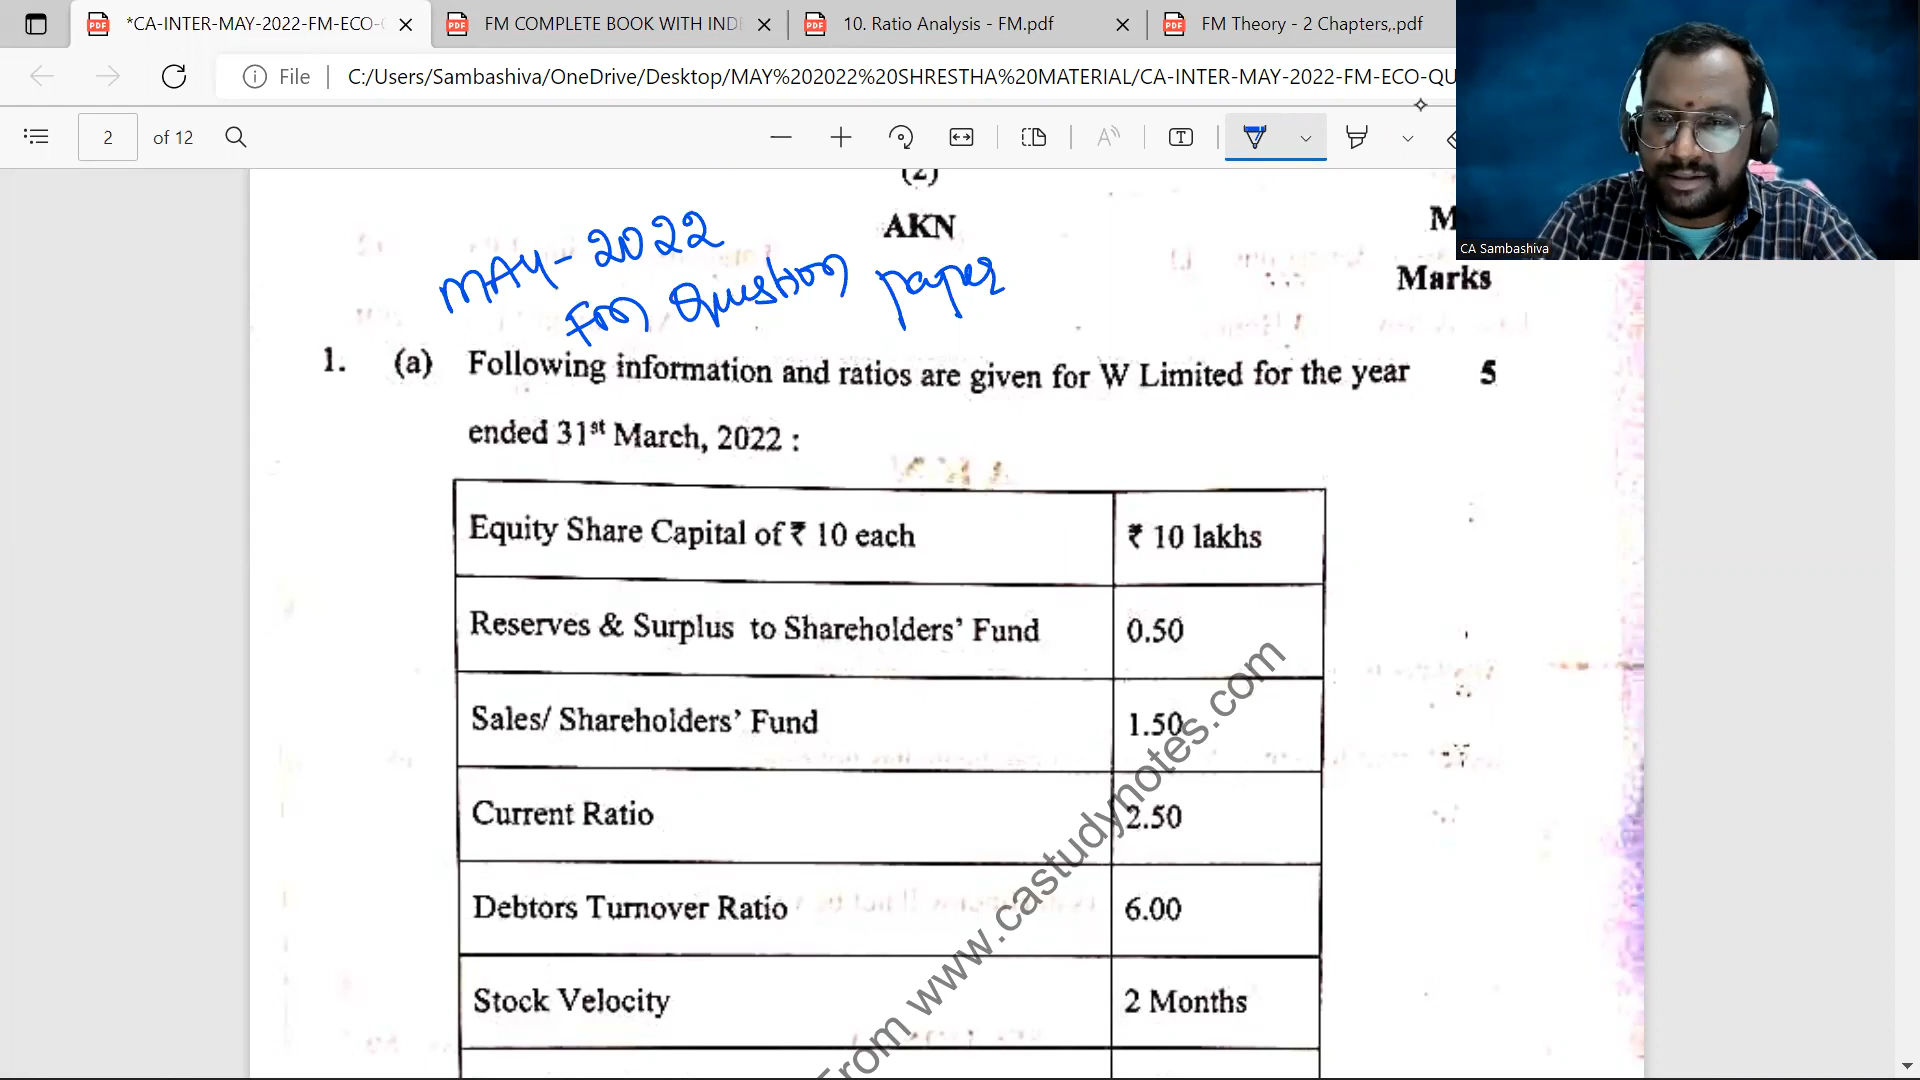 *CA-INTER-MAY-2022-FM-ECO-
FM COMPLETE BOOK WITH INDE
10. Ratio Analysis - FM.pdf
FM Theory - 2 Chapters,.pdf
File
C:/Users/Sambashiva/OneDrive/Desktop/MAY%202022%20SHRESTHA%20MATERIAL/CA-INTER-MAY-2022-FM-ECO-QU
2 of 12
CA Sambashiva
(2)
AKN
M
Marks
MAY-2022
FM Question paper
1. (a) Following information and ratios are given for W Limited for the year 5
ended 31st March, 2022 :
Equity Share Capital of ₹ 10 each ₹ 10 lakhs
Reserves & Surplus to Shareholders' Fund 0.50
Sales/ Shareholders' Fund 1.50
Current Ratio 2.50
Debtors Turnover Ratio 6.00
Stock Velocity 2 Months
From www.castudynotes.com